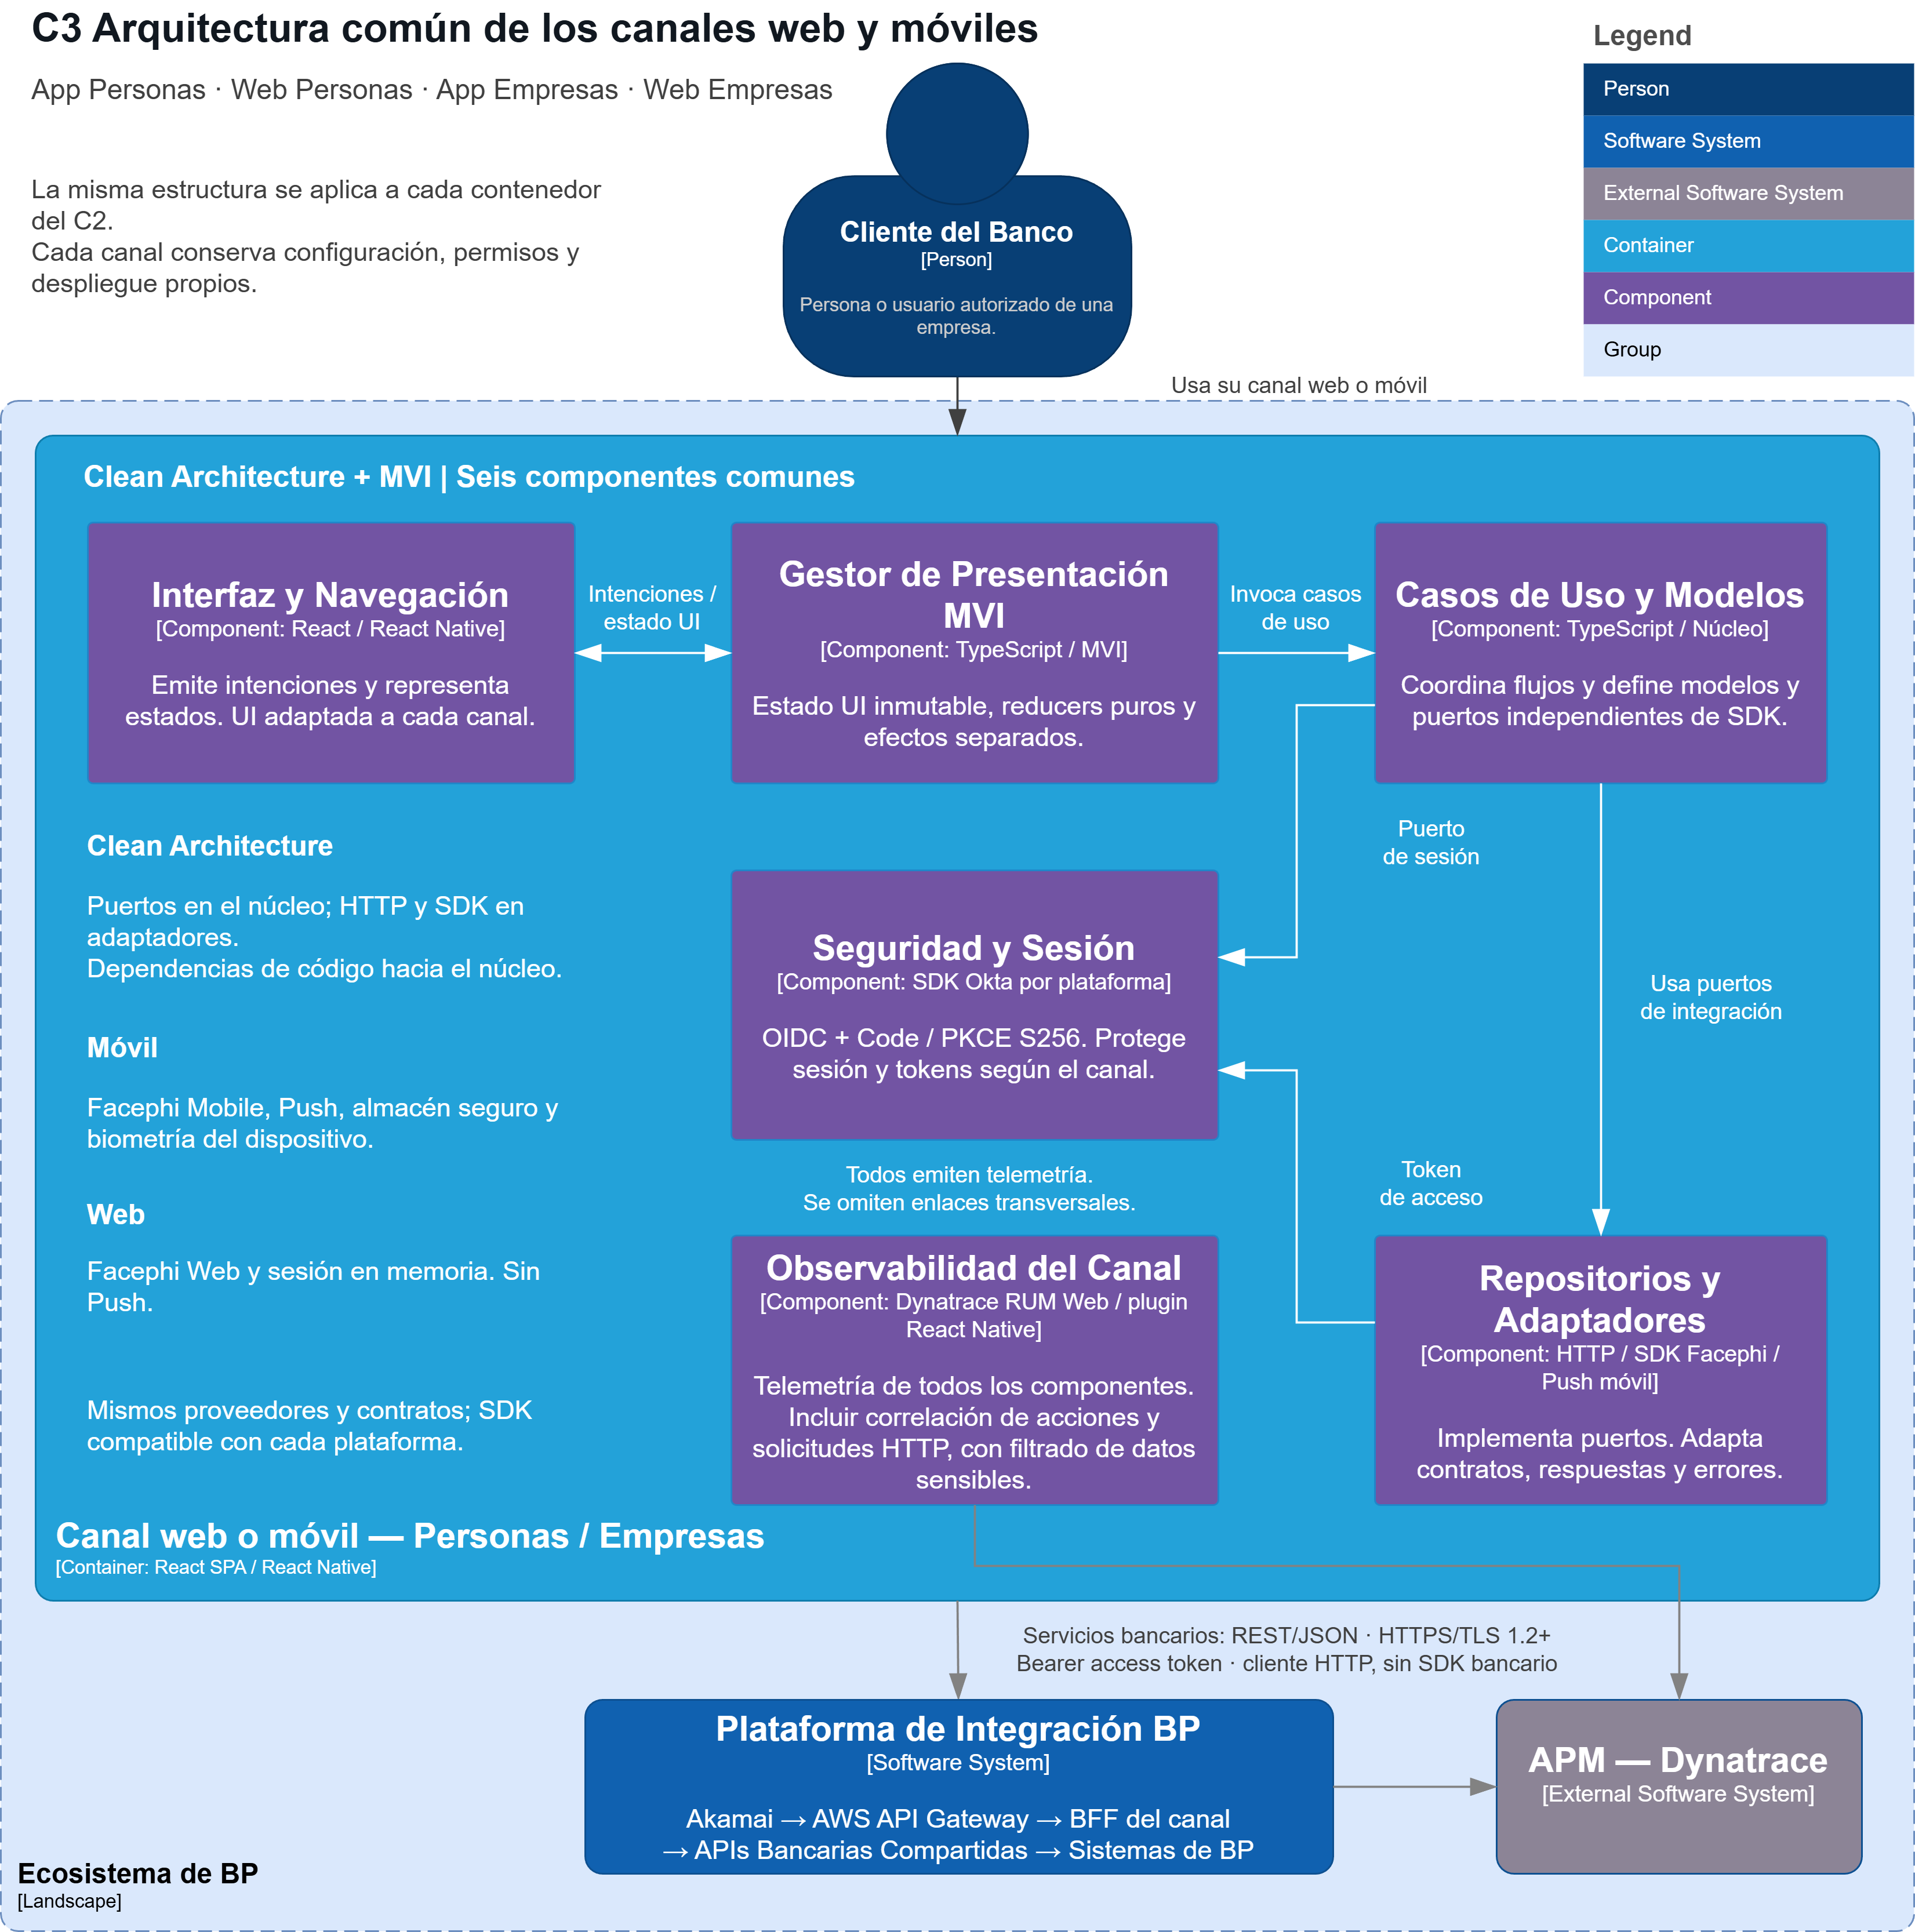 C3 Arquitectura común de los canales web y móviles
App Personas · Web Personas · App Empresas · Web Empresas
La misma estructura se aplica a cada contenedor
del C2.
Cada canal conserva configuración, permisos y
despliegue propios.
Cliente del Banco
[Person]
Persona o usuario autorizado de una
empresa.
Legend
Person
Software System
External Software System
Container
Component
Group
Usa su canal web o móvil
Clean Architecture + MVI | Seis componentes comunes
Interfaz y Navegación
[Component: React / React Native]
Emite intenciones y representa
estados. UI adaptada a cada canal.
Intenciones /
estado UI
Gestor de Presentación
MVI
[Component: TypeScript / MVI]
Estado UI inmutable, reducers puros y
efectos separados.
Invoca casos
de uso
Casos de Uso y Modelos
[Component: TypeScript / Núcleo]
Coordina flujos y define modelos y
puertos independientes de SDK.
Clean Architecture
Puertos en el núcleo; HTTP y SDK en
adaptadores.
Dependencias de código hacia el núcleo.
Móvil
Facephi Mobile, Push, almacén seguro y
biometría del dispositivo.
Web
Facephi Web y sesión en memoria. Sin
Push.
Mismos proveedores y contratos; SDK
compatible con cada plataforma.
Puerto
de sesión
Seguridad y Sesión
[Component: SDK Okta por plataforma]
OIDC + Code / PKCE S256. Protege
sesión y tokens según el canal.
Usa puertos
de integración
Todos emiten telemetría.
Se omiten enlaces transversales.
Token
de acceso
Observabilidad del Canal
[Component: Dynatrace RUM Web / plugin
React Native]
Telemetría de todos los componentes.
Incluir correlación de acciones y
solicitudes HTTP, con filtrado de datos
sensibles.
Repositorios y
Adaptadores
[Component: HTTP / SDK Facephi /
Push móvil]
Implementa puertos. Adapta
contratos, respuestas y errores.
Canal web o móvil — Personas / Empresas
[Container: React SPA / React Native]
Servicios bancarios: REST/JSON · HTTPS/TLS 1.2+
Bearer access token · cliente HTTP, sin SDK bancario
Plataforma de Integración BP
[Software System]
Akamai → AWS API Gateway → BFF del canal
→ APIs Bancarias Compartidas → Sistemas de BP
APM — Dynatrace
[External Software System]
Ecosistema de BP
[Landscape]